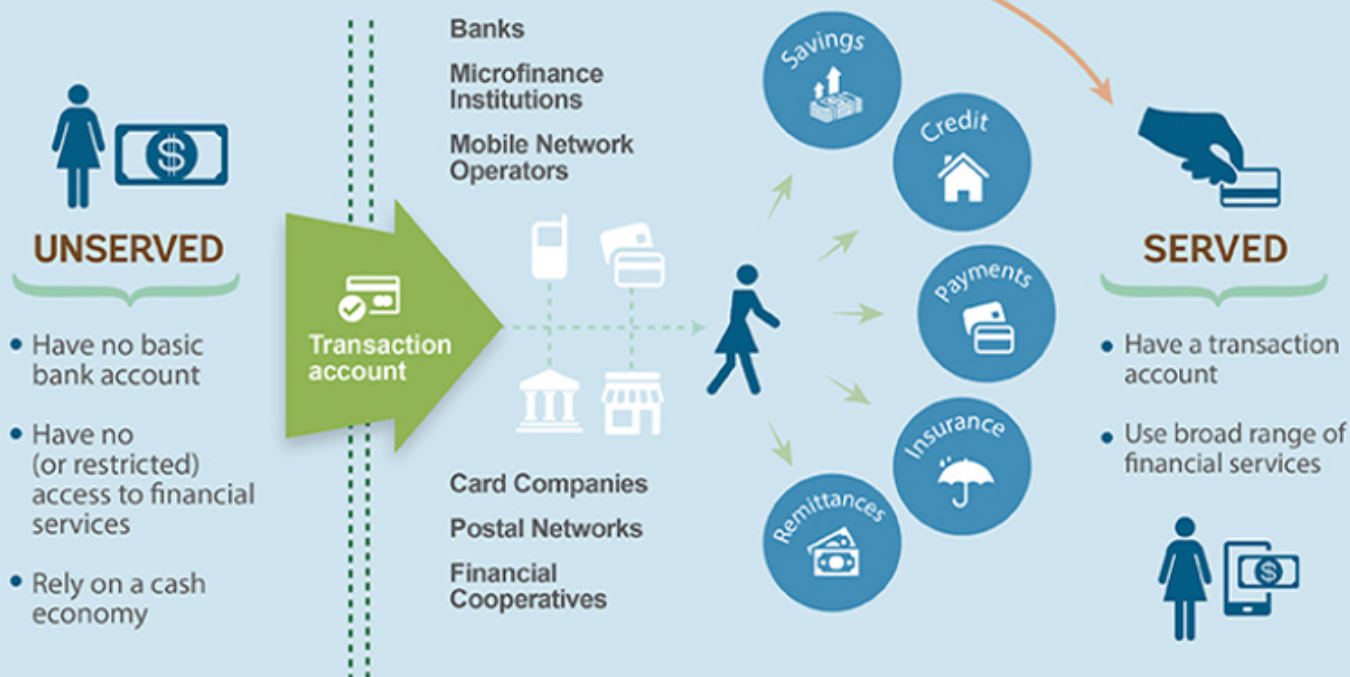 UNSERVED
• Have no basic
bank account
• Have no
(or restricted)
access to financial
services
• Rely on a cash
economy
Transaction
account
Banks
Microfinance
Institutions
Mobile Network
Operators
Card Companies
Postal Networks
Financial
Cooperatives
Savings
Credit
Payments
Insurance
Remittances
SERVED
• Have a transaction
account
• Use broad range of
financial services